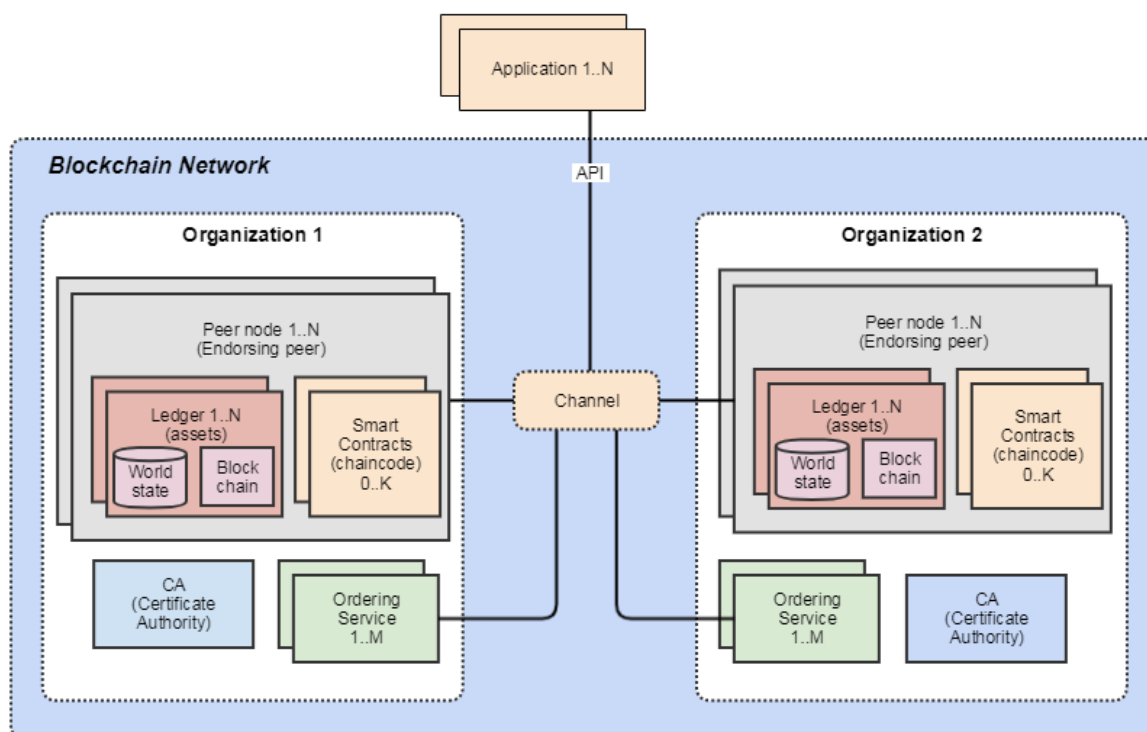 Application 1..N
API
Blockchain Network
Organization 1
Peer node 1..N
(Endorsing peer)
Ledger 1..N
(assets)
World
state
Block
chain
Smart
Contracts
(chaincode)
0..K
CA
(Certificate
Authority)
Ordering
Service
1..M
Channel
Organization 2
Peer node 1..N
(Endorsing peer)
Ledger 1..N
(assets)
World
state
Block
chain
Smart
Contracts
(chaincode)
0..K
Ordering
Service
1..M
CA
(Certificate
Authority)